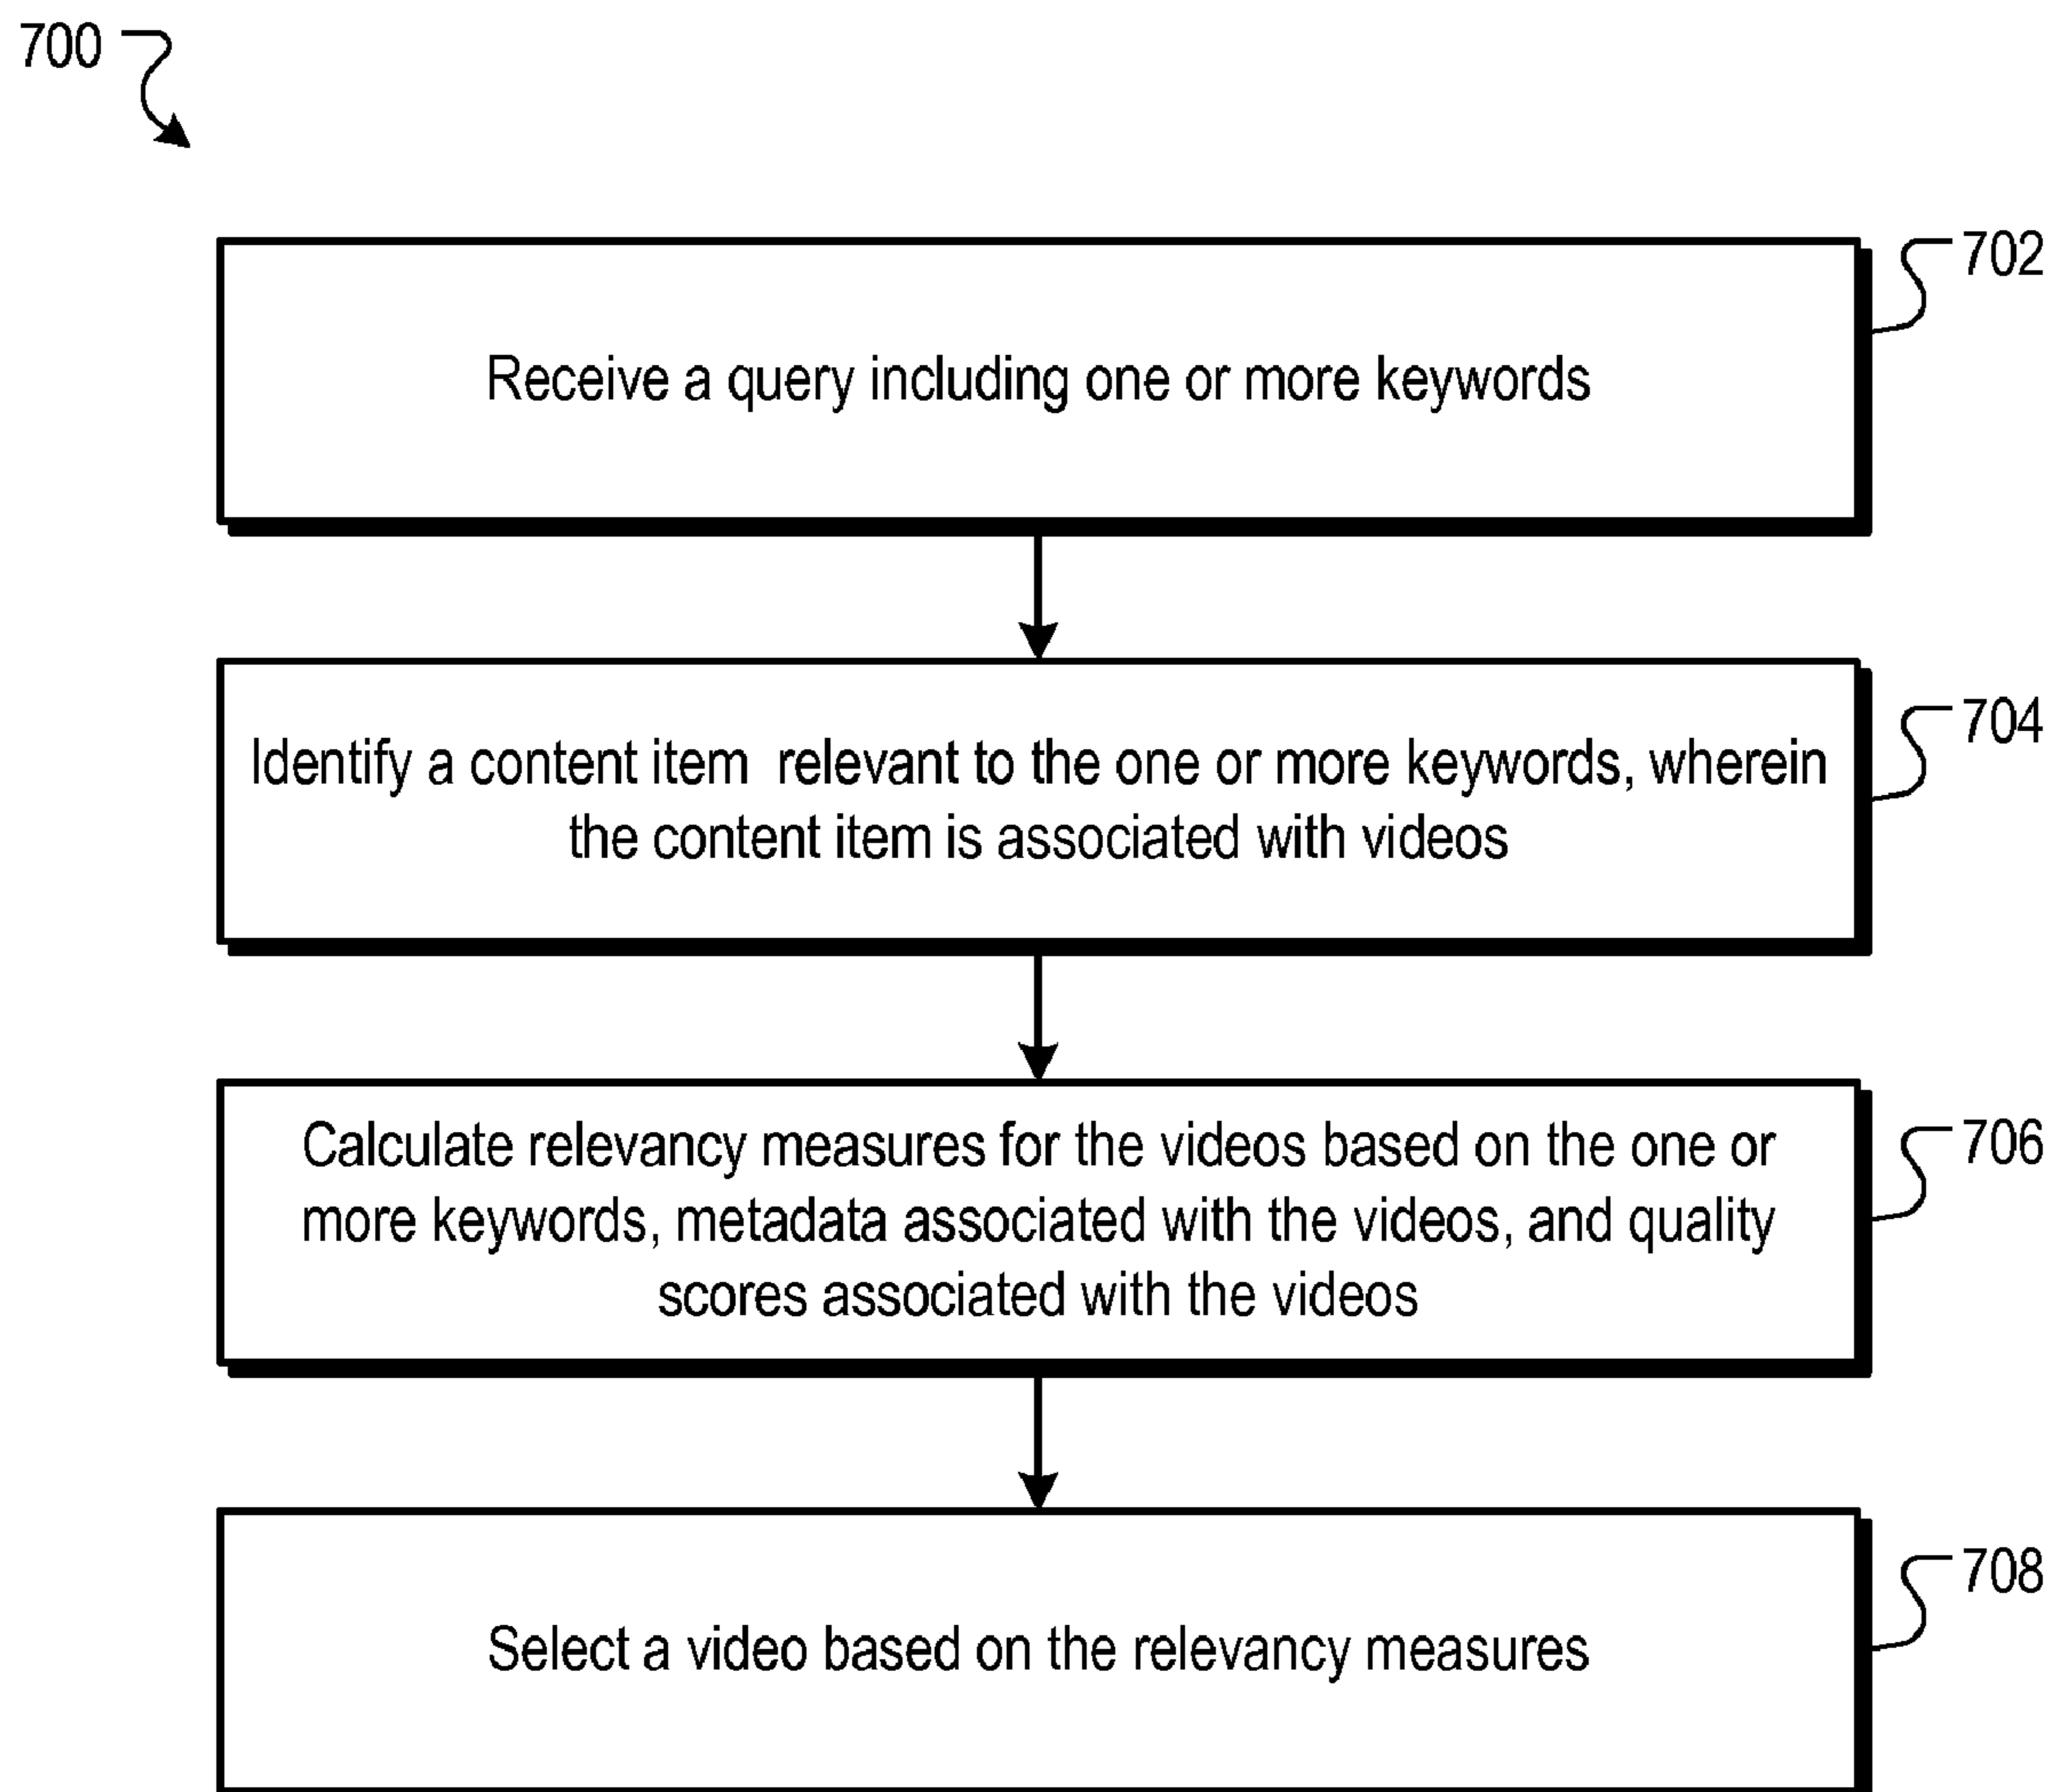 700
702
Receive a query including one or more keywords
704
Identify a content item relevant to the one or more keywords, wherein
the content item is associated with videos
706
Calculate relevancy measures for the videos based on the one or
more keywords, metadata associated with the videos, and quality
scores associated with the videos
708
Select a video based on the relevancy measures